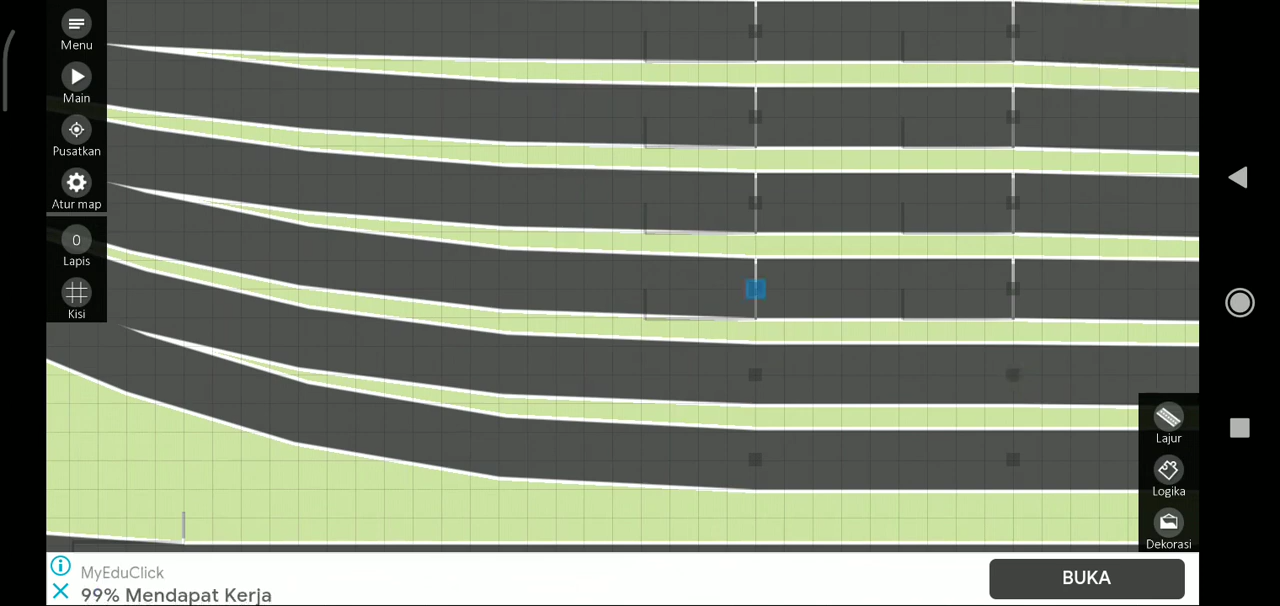 Menu
Main
Pusatkan
Atur map
0
Lapis
Kisi
Lajur
Logika
Dekorasi
MyEduClick
99% Mendapat Kerja
BUKA